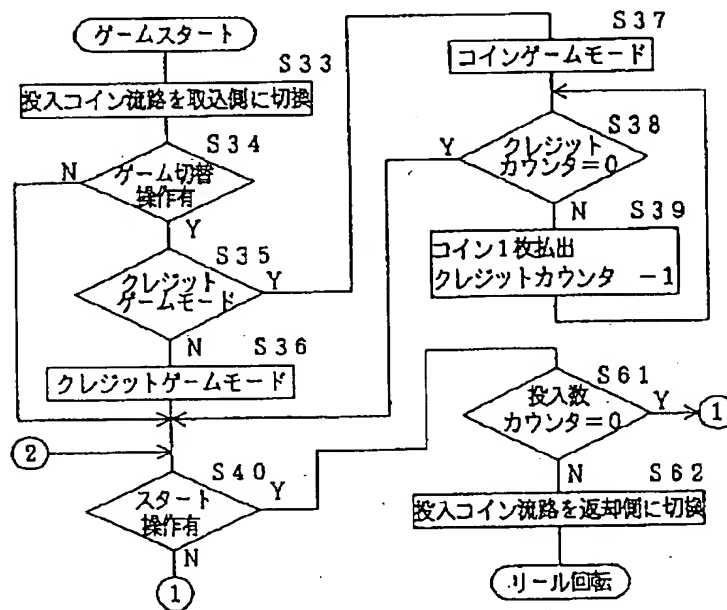 ゲームスタート
S33
投入コイン流路を取込側に切換
S34
N
ゲーム切替
操作有
Y
S35
クレジット
ゲームモード
Y
N
S36
クレジットゲームモード
2
S40
スタート
操作有
Y
N
1
S37
コインゲームモード
S38
Y
クレジット
カウンタ=0
N
S39
コイン1枚払出
クレジットカウンタ -1
S61
投入数
カウンタ=0
Y
1
N
S62
投入コイン流路を返却側に切換
リール回転